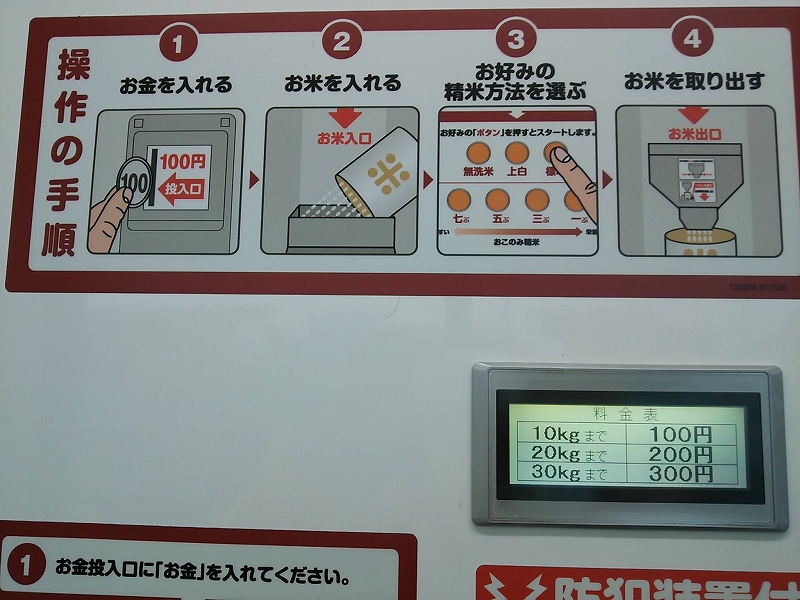 操作の手順
1
お金を入れる
100円
投入口
100
2
お米を入れる
お米入口
米
3
お好みの
精米方法を選ぶ
お好みの「ボタン」を押すとスタートします。
無洗米 上白 標
七ぶ 五ぶ 三ぶ 一ぶ
おこのみ精米
4
お米を取り出す
お米出口
料金表
10kgまで 100円
20kgまで 200円
30kgまで 300円
1 お金投入口に「お金」を入れてください。
防犯装置付